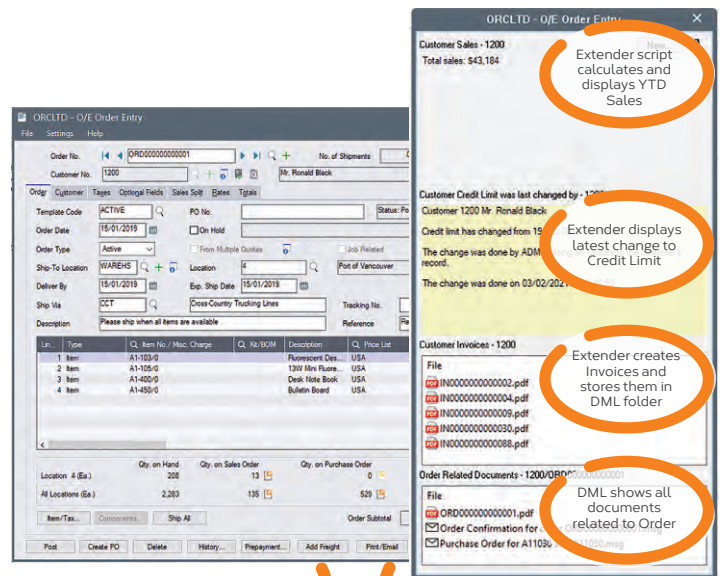 ORCLTD - O/E Order Entry
File Settings Help
Order No. ORD000000000001 No. of Shipments
Customer No. 1200 Mr. Ronald Black
Order Customer Taxes Optional Fields Sales Split Rates Totals
Template Code ACTIVE PO No. Status:
Order Date 15/01/2019 On Hold
Order Type Active From Multiple Quotes Job Related
Ship-To Location WAREHS Location 4 Port of Vancouver
Deliver By 15/01/2019 Exp. Ship Date 15/01/2019
Ship Via CCT Cross-Country Trucking Lines Tracking No.
Description Please ship when all items are available Reference
Lin... Type Item No./Misc. Charge Kit/BOM Description Price List
1 Item A1-103/0 Fluorescent Des... USA
2 Item A1-105/0 13W Mini Fluore... USA
3 Item A1-400/0 Desk Note Book USA
4 Item A1-450/0 Bulletin Board USA
Qty. on Hand Qty. on Sales Order Qty. on Purchase Order
Location 4 (Ea.) 208 13 0
All Locations (Ea.) 2,283 135 529
Item/Tax... Components... Ship All Order Subtotal
Post Create PO Delete History... Prepayment... Add Freight Print/Email
ORCLTD - O/E Order Entry
Customer Sales - 1200 New...
Total sales: $43,184
Extender script
calculates and
displays YTD
Sales
Customer Credit Limit was last changed by -
Customer 1200 Mr. Ronald Black
Credit limit has changed from
The change was done by
record.
The change was done on 03/02/2021
Extender displays
latest change to
Credit Limit
Customer Invoices - 1200
File
IN0000000000002.pdf
IN0000000000004.pdf
IN0000000000009.pdf
IN0000000000030.pdf
IN0000000000088.pdf
Extender creates
Invoices and
stores them in
DML folder
Order Related Documents - 1200/ORD000000000001
File
ORD000000000001.pdf
Order Confirmation for
Purchase Order for
DML shows all
documents
related to Order